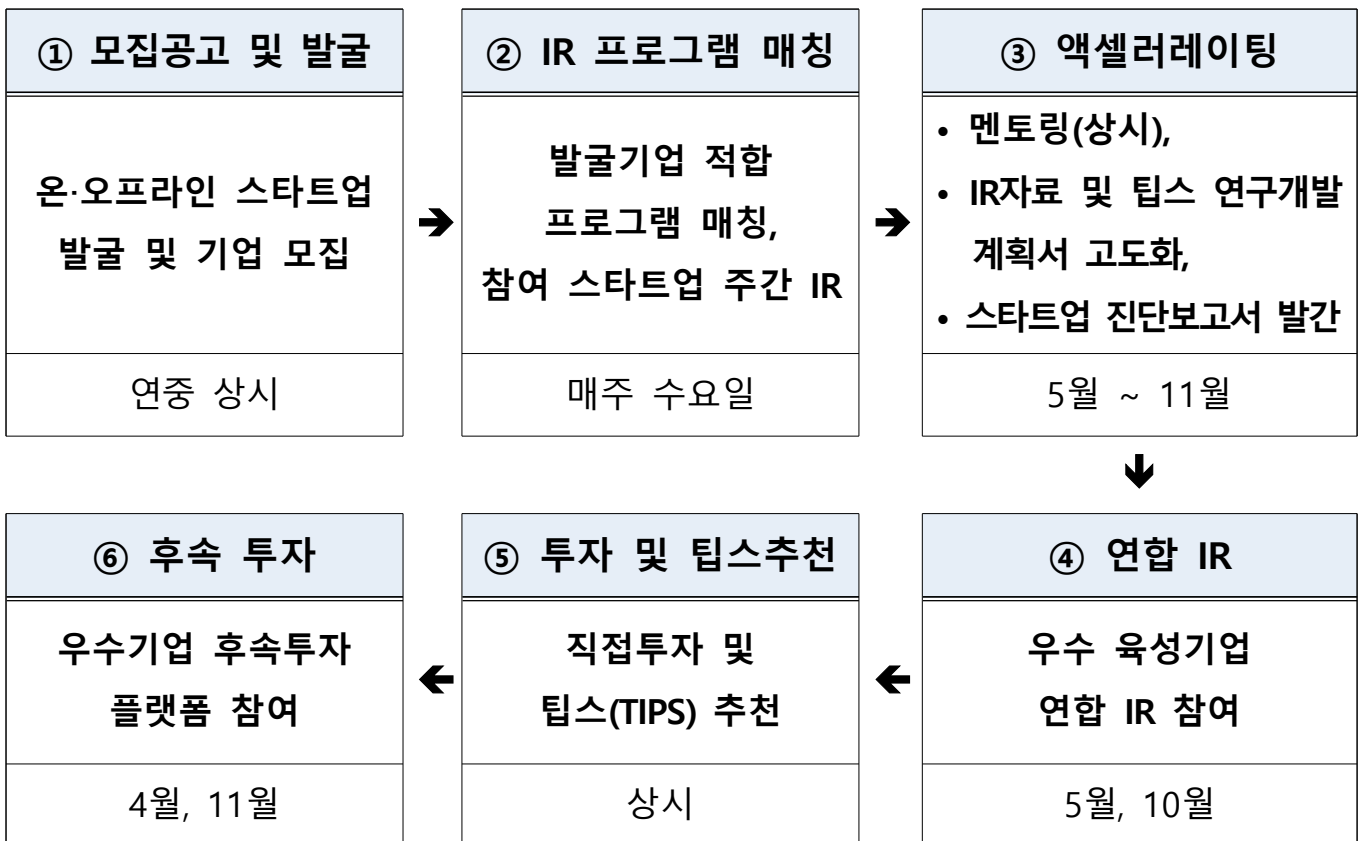 ① 모집공고 및 발굴
온·오프라인 스타트업
발굴 및 기업 모집
연중 상시
② IR 프로그램 매칭
발굴기업 적합
프로그램 매칭,
참여 스타트업 주간 IR
매주 수요일
③ 액셀러레이팅
• 멘토링(상시),
• IR자료 및 팁스 연구개발
계획서 고도화,
• 스타트업 진단보고서 발간
5월 ~ 11월
④ 연합 IR
우수 육성기업
연합 IR 참여
5월, 10월
⑤ 투자 및 팁스추천
직접투자 및
팁스(TIPS) 추천
상시
⑥ 후속 투자
우수기업 후속투자
플랫폼 참여
4월, 11월